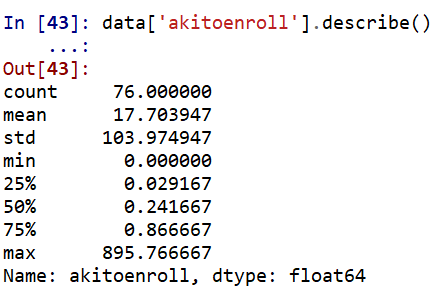 In [43]: data['akitoenroll'].describe()
...:
Out[43]:
count 76.000000
mean 17.703947
std 103.974947
min 0.000000
25% 0.029167
50% 0.241667
75% 0.866667
max 895.766667
Name: akitoenroll, dtype: float64